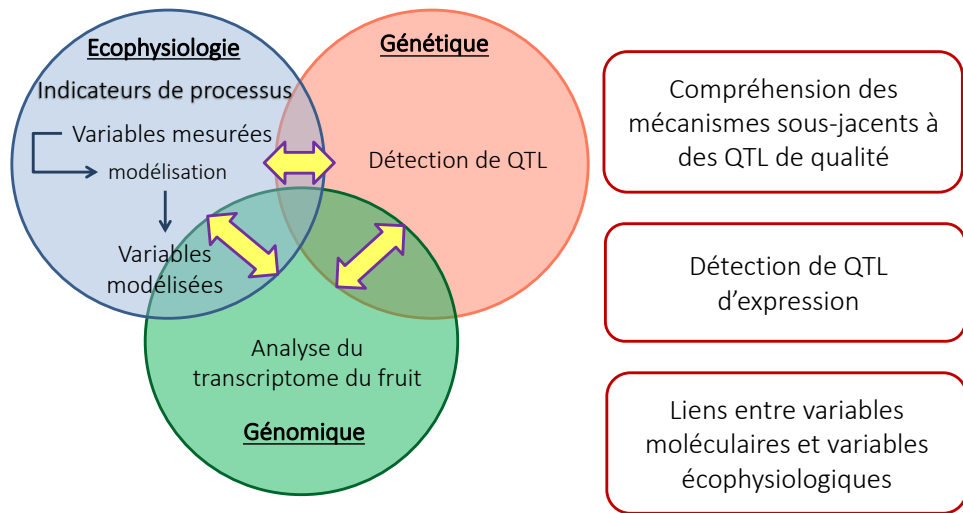 Ecophysiologie
Indicateurs de processus
Variables mesurées
modélisation
Variables
modélisées
Génétique
Détection de QTL
Analyse du
transcriptome du fruit
Génomique
Compréhension des
mécanismes sous-jacents à
des QTL de qualité
Détection de QTL
d’expression
Liens entre variables
moléculaires et variables
écophysiologiques